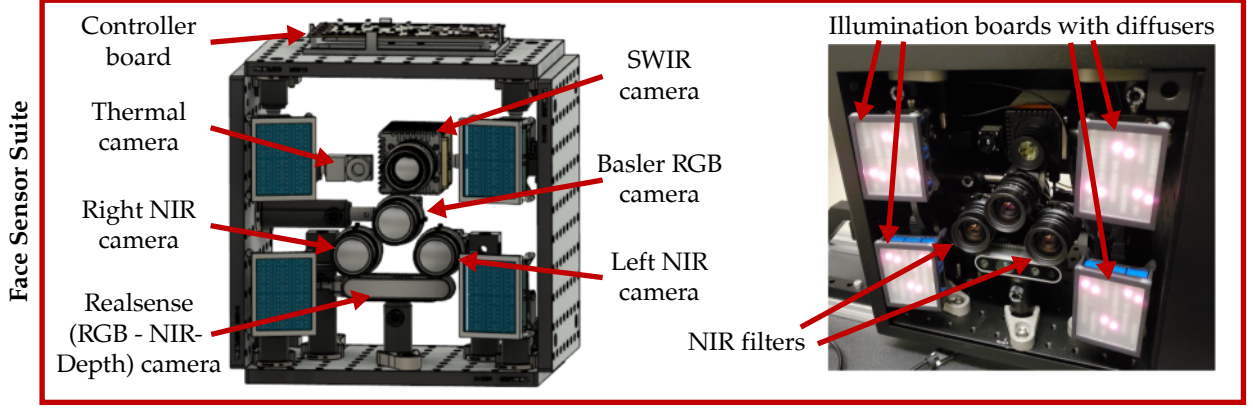 Face Sensor Suite
Controller
board
Thermal
camera
Right NIR
camera
Realsense
(RGB - NIR-
Depth) camera
SWIR
camera
Basler RGB
camera
Left NIR
camera
Illumination boards with diffusers
NIR filters